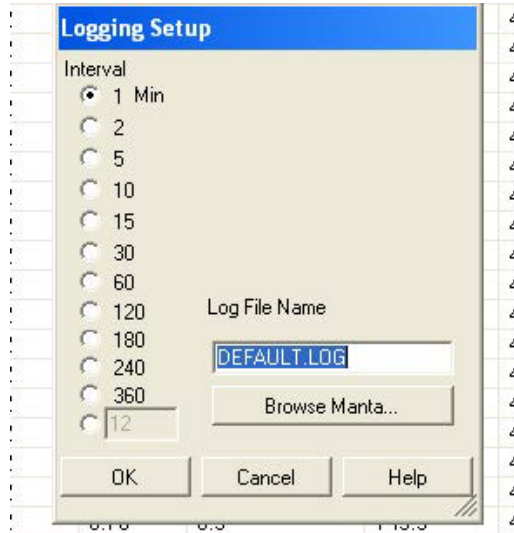 Logging Setup
Interval
1 Min
2
5
10
15
30
60
120
180
240
360
12
Log File Name
DEFAULT.LOG
Browse Manta...
OK
Cancel
Help